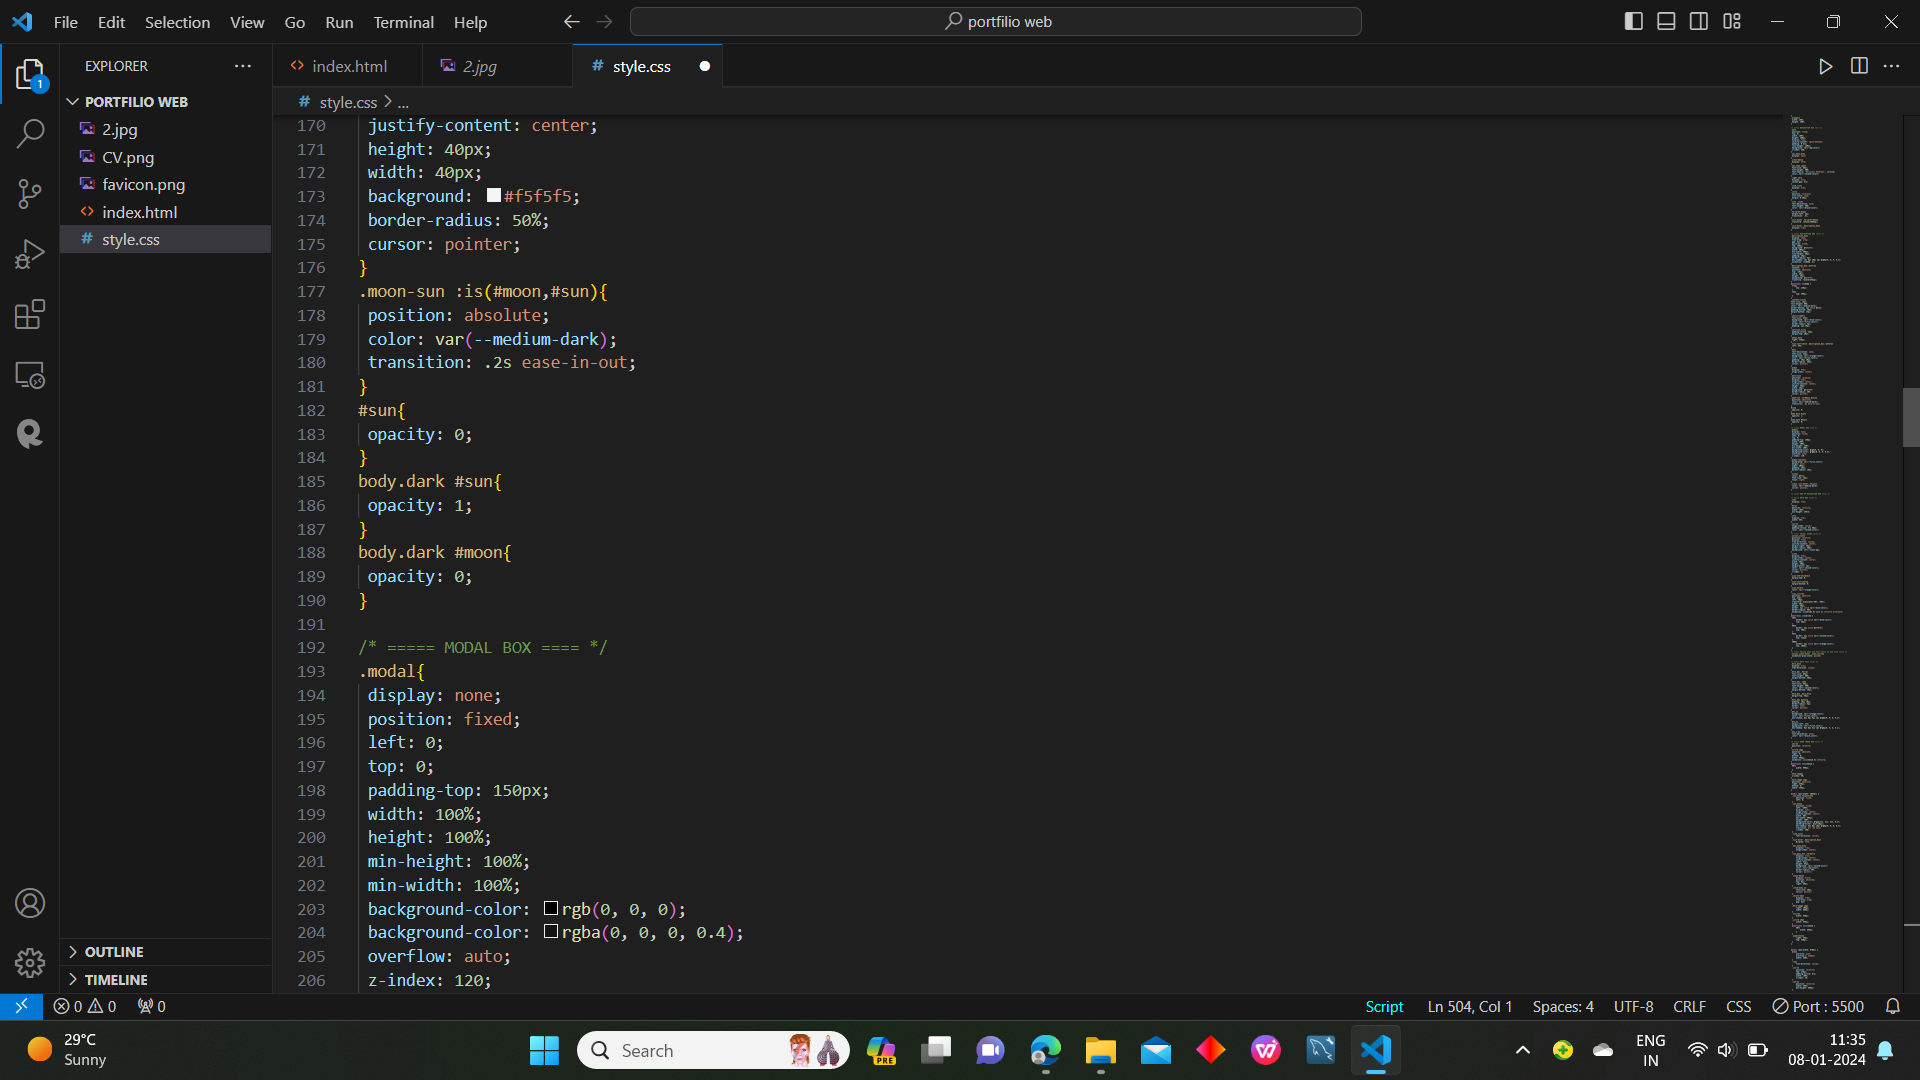 File Edit Selection View Go Run Terminal Help
portfilio web
EXPLORER
index.html
2.jpg
# style.css
1
PORTFILIO WEB
# style.css > ...
2.jpg
CV.png
favicon.png
index.html
# style.css
170 justify-content: center;
171 height: 40px;
172 width: 40px;
173 background: #f5f5f5;
174 border-radius: 50%;
175 cursor: pointer;
176 }
177 .moon-sun :is(#moon,#sun){
178 position: absolute;
179 color: var(--medium-dark);
180 transition: .2s ease-in-out;
181 }
182 #sun{
183 opacity: 0;
184 }
185 body.dark #sun{
186 opacity: 1;
187 }
188 body.dark #moon{
189 opacity: 0;
190 }
191
192 /* ===== MODAL BOX ==== */
193 .modal{
194 display: none;
195 position: fixed;
196 left: 0;
197 top: 0;
198 padding-top: 150px;
199 width: 100%;
200 height: 100%;
201 min-height: 100%;
202 min-width: 100%;
203 background-color: rgb(0, 0, 0);
204 background-color: rgba(0, 0, 0, 0.4);
205 overflow: auto;
206 z-index: 120;
OUTLINE
TIMELINE
0 0 0
Script Ln 504, Col 1 Spaces: 4 UTF-8 CRLF CSS Port : 5500
29°C
Sunny
Search
PRE
ENG
IN
11:35
08-01-2024